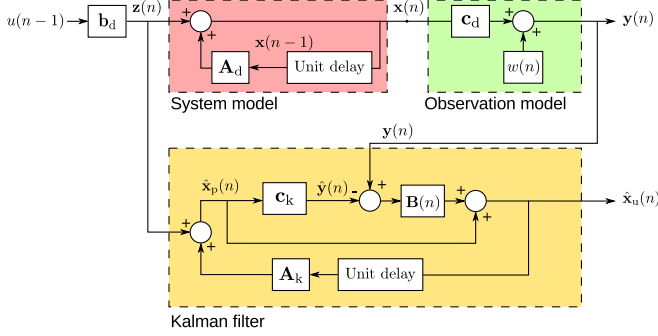 u(n−1)
b_d
z(n)
+
+
x(n−1)
A_d
Unit delay
System model
x(n)
c_d
+
+
w(n)
y(n)
Observation model
y(n)
x̂_p(n)
c_k
ŷ(n)
-
+
B(n)
+
+
x̂_u(n)
+
+
A_k
Unit delay
Kalman filter